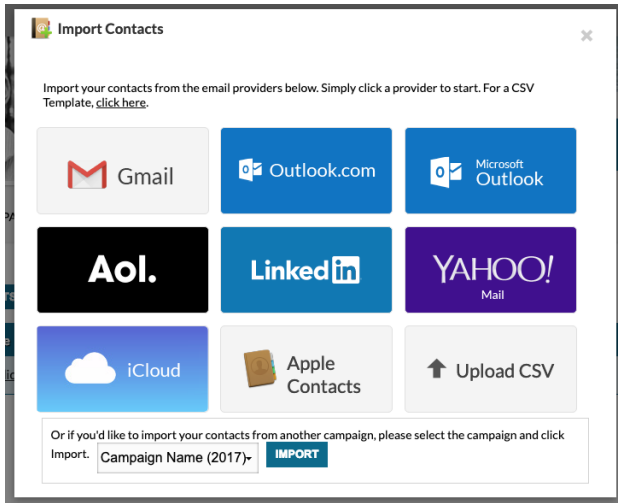 Import Contacts
Import your contacts from the email providers below. Simply click a provider to start. For a CSV
Template, click here.
Gmail
Outlook.com
Microsoft
Outlook
Aol.
Linked in
YAHOO!
Mail
iCloud
Apple
Contacts
Upload CSV
Or if you'd like to import your contacts from another campaign, please select the campaign and click
Import. Campaign Name (2017) IMPORT